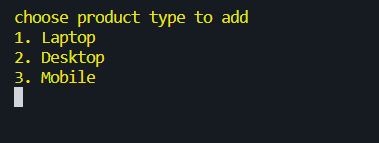 choose product type to add
1. Laptop
2. Desktop
3. Mobile